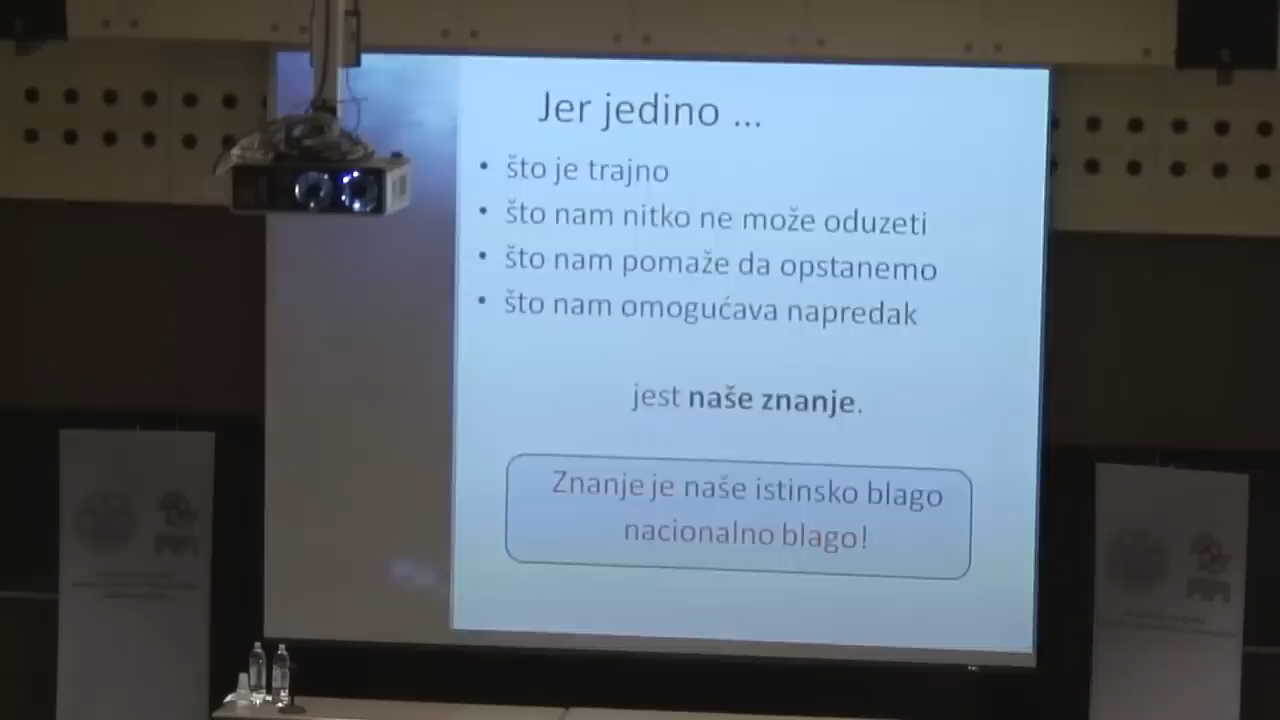 Jer jedino ...
• što je trajno
• što nam nitko ne može oduzeti
• što nam pomaže da opstanemo
• što nam omogućava napredak
jest naše znanje.
Znanje je naše istinsko blago
nacionalno blago!